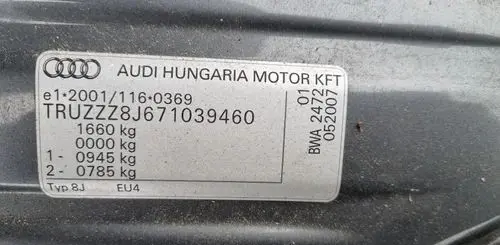 AUDI HUNGARIA MOTOR KFT
e1*2001/116*0369
TRUZZZ8J671039460
1660 kg
0000 kg
1- 0945 kg
2- 0785 kg
Typ 8J EU4
BWA 2472 01
052007